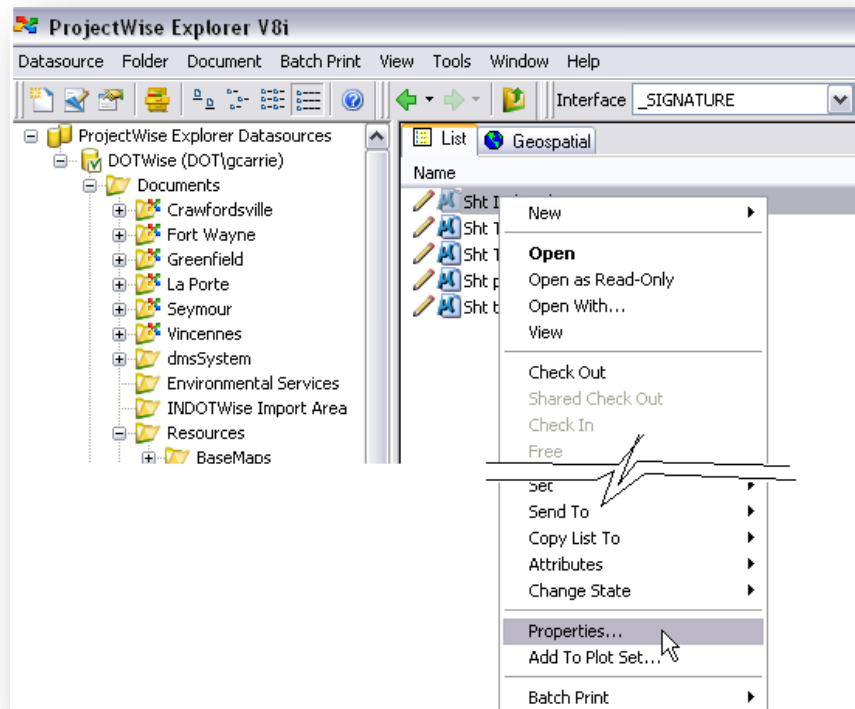 ProjectWise Explorer V8i
Datasource Folder Document Batch Print View Tools Window Help
Interface _SIGNATURE
ProjectWise Explorer Datasources
DOTWise (DOT\gcarrie)
Documents
Crawfordsville
Fort Wayne
Greenfield
La Porte
Seymour
Vincennes
dmsSystem
Environmental Services
INDOTWise Import Area
Resources
BaseMaps
List Geospatial
Name
Sht
Sht
Sht
Sht
Sht
New
Open
Open as Read-Only
Open With...
View
Check Out
Shared Check Out
Check In
Free
Set
Send To
Copy List To
Attributes
Change State
Properties...
Add To Plot Set...
Batch Print